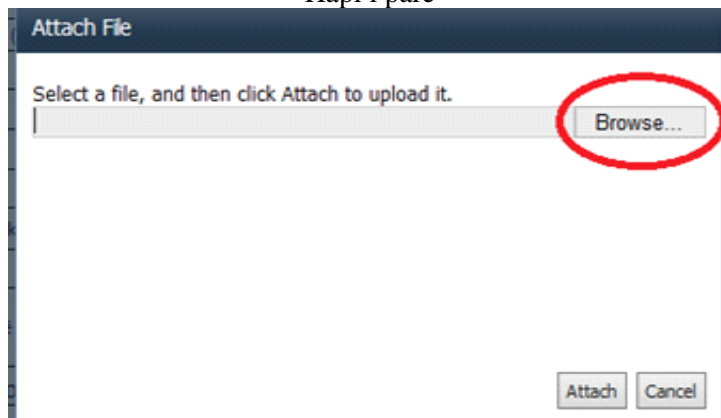 Attach File
Select a file, and then click Attach to upload it.
Browse...
Attach Cancel